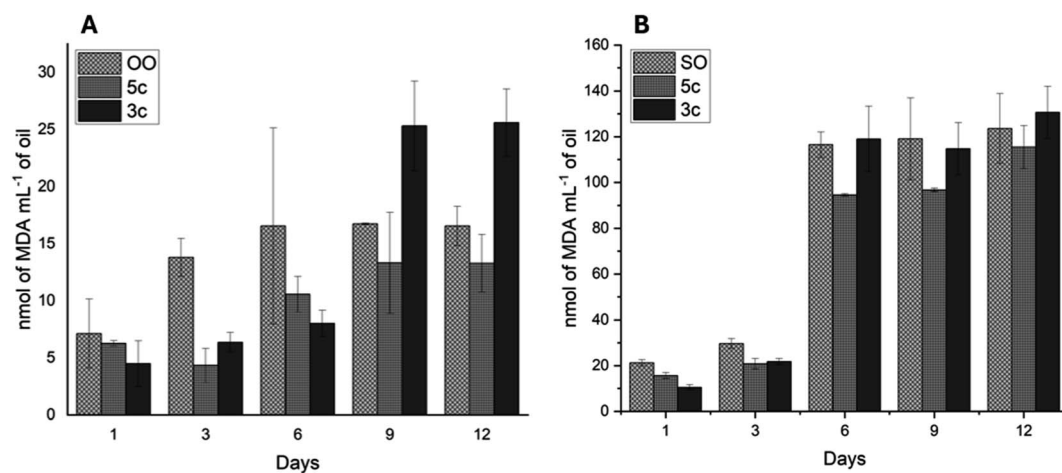 A
OO
5c
3c
30
25
20
15
10
5
0
nmol of MDA mL⁻¹ of oil
1 3 6 9 12
Days
B
SO
5c
3c
160
140
120
100
80
60
40
20
0
nmol of MDA mL⁻¹ of oil
1 3 6 9 12
Days